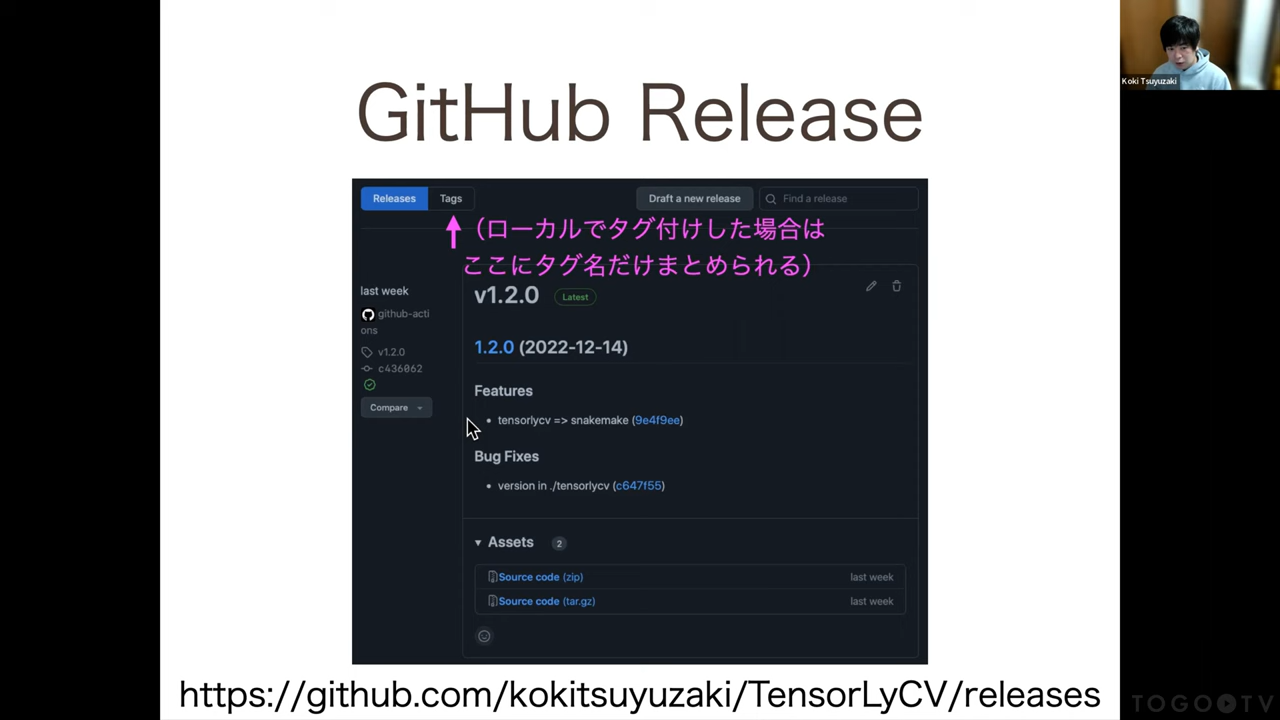 Koki Tsuyuzaki
GitHub Release
Releases
Tags
Draft a new release
Find a release
（ローカルでタグ付けした場合は
ここにタグ名だけまとめられる）
last week
github-acti
ons
v1.2.0
c436062
Compare
v1.2.0
Latest
1.2.0 (2022-12-14)
Features
• tensorlycv => snakemake (9e4f9ee)
Bug Fixes
• version in ./tensorlycv (c647f55)
Assets 2
Source code (zip)
last week
Source code (tar.gz)
last week
https://github.com/kokitsuyuzaki/TensorLyCV/releases
TOGO TV